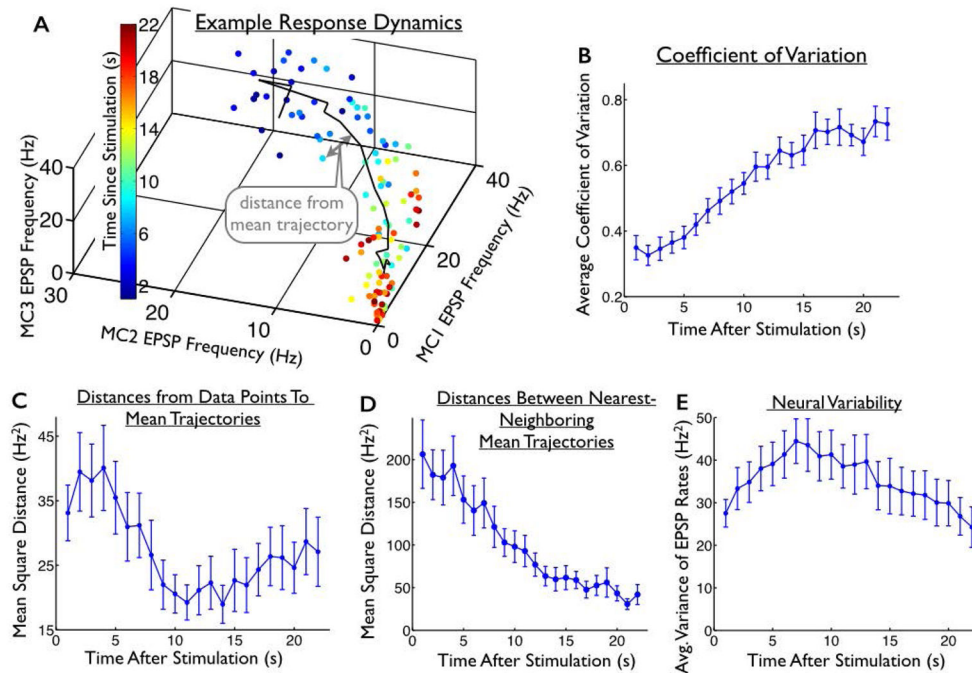 A
Example Response Dynamics
Time Since Stimulation (s)
22
18
14
10
6
2
MC3 EPSP Frequency (Hz)
40
20
0
MC2 EPSP Frequency (Hz)
30
20
10
0
MC1 EPSP Frequency (Hz)
0
20
40
distance from
mean trajectory
B
Coefficient of Variation
Average Coefficient of Variation
0.8
0.6
0.4
0.2
0 5 10 15 20
Time After Stimulation (s)
C
Distances from Data Points To
Mean Trajectories
Mean Square Distance (Hz²)
45
35
25
15
0 5 10 15 20
Time After Stimulation (s)
D
Distances Between Nearest-
Neighboring
Mean Trajectories
Mean Square Distance (Hz²)
200
150
100
50
0
0 5 10 15 20
Time After Stimulation (s)
E
Neural Variability
Avg. Variance of EPSP Rates (Hz²)
50
40
30
20
10
0
0 5 10 15 20
Time After Stimulation (s)